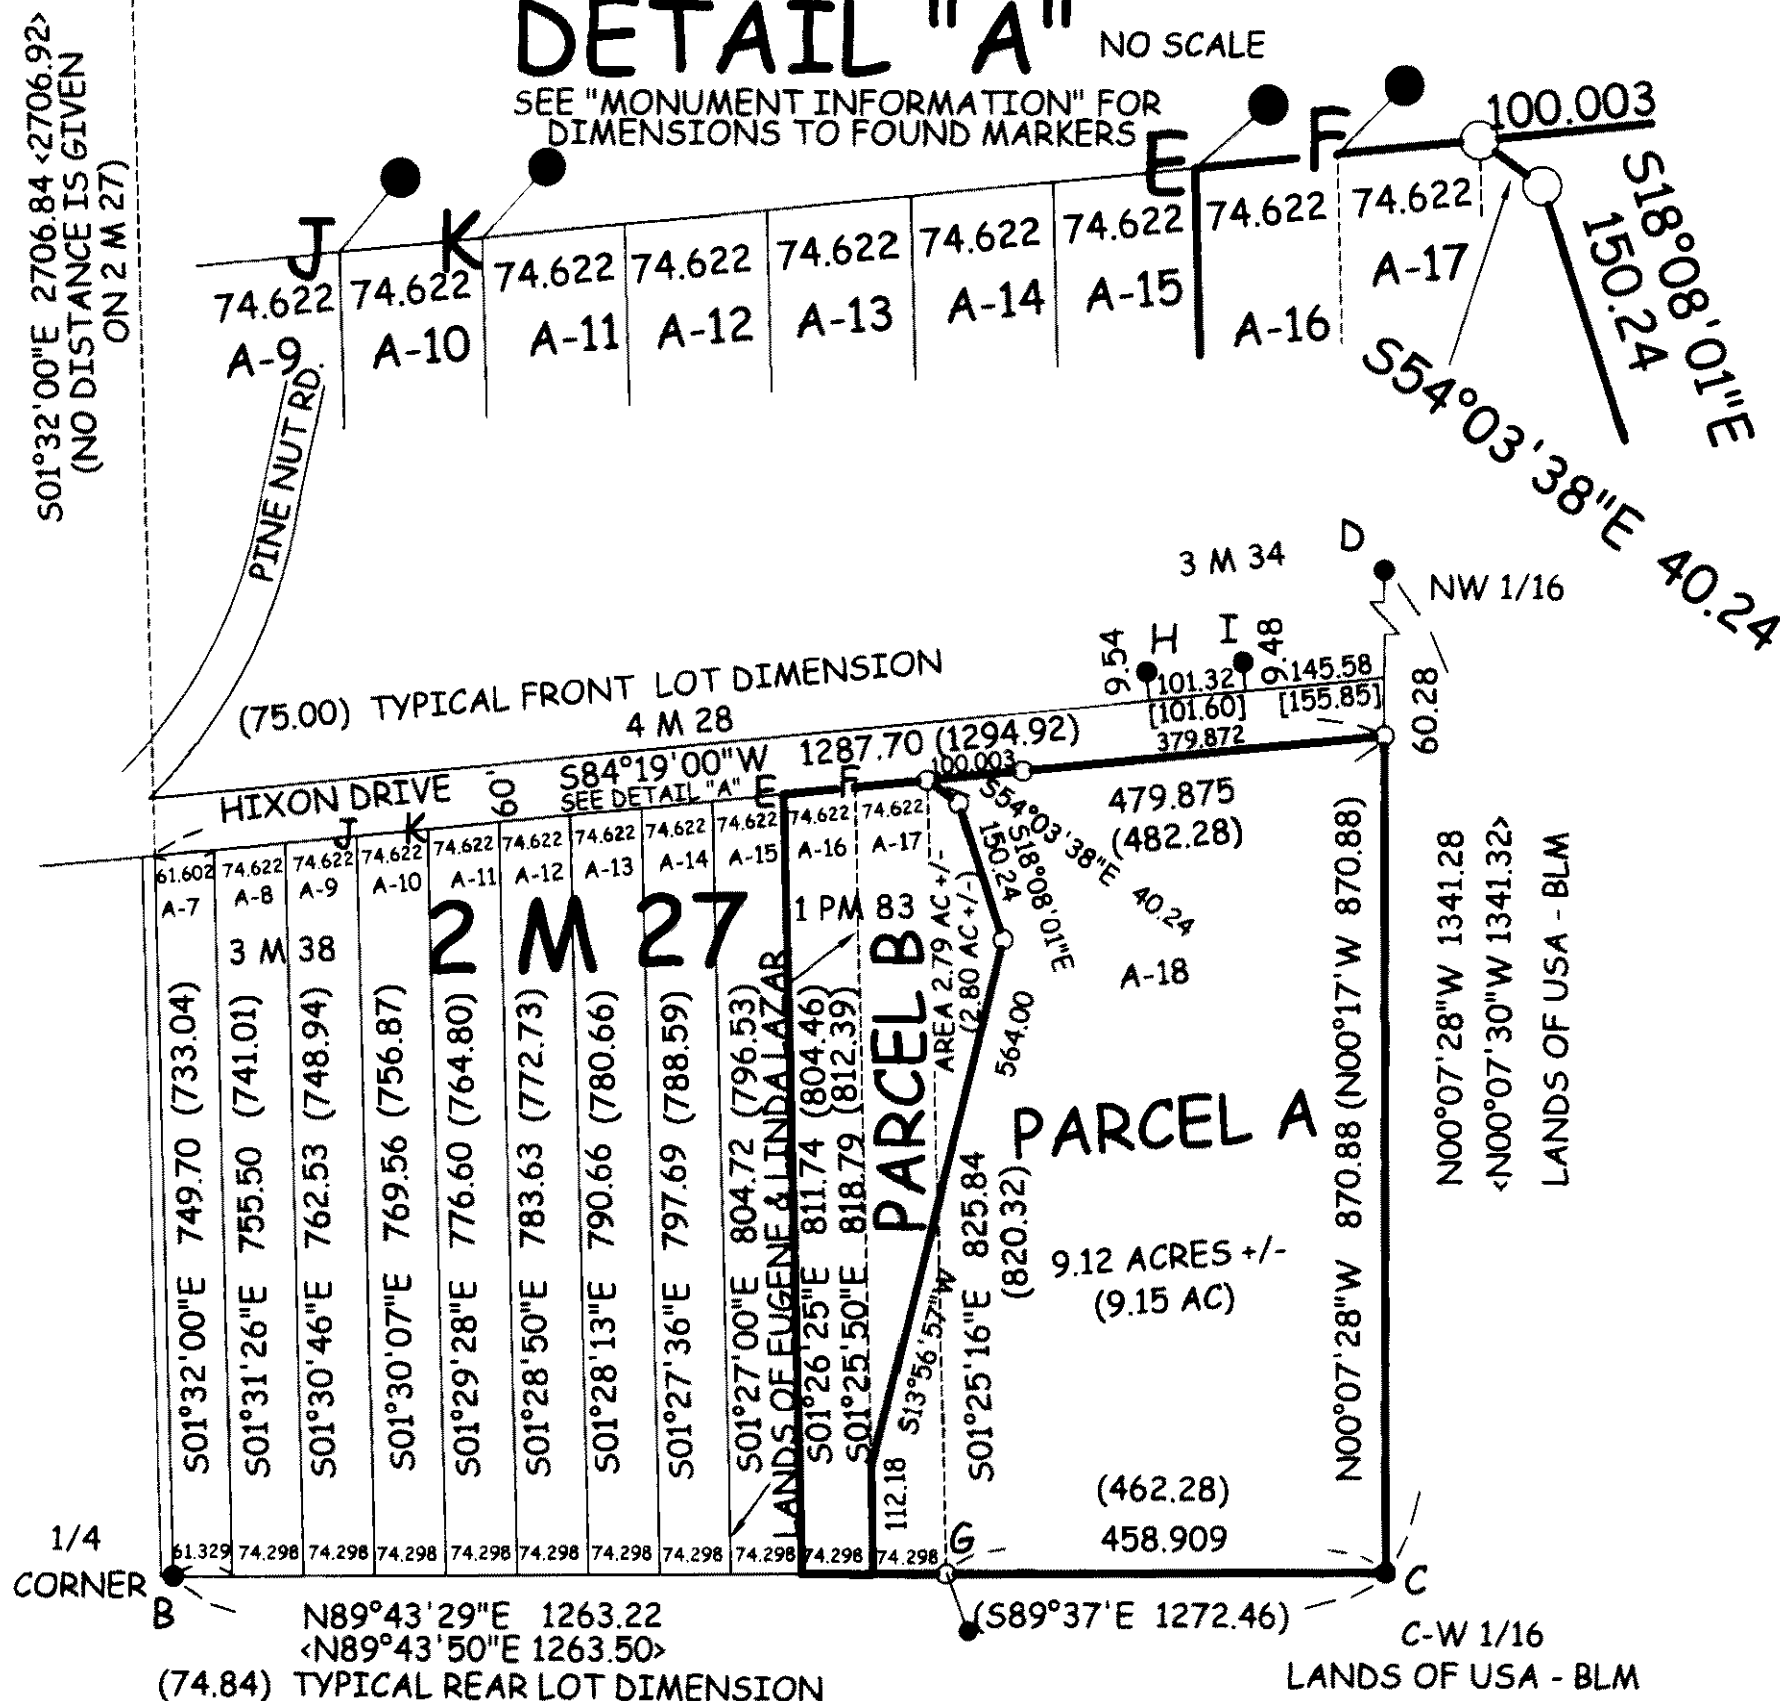 DETAIL "A" NO SCALE
SEE "MONUMENT INFORMATION" FOR
DIMENSIONS TO FOUND MARKERS
S01°32'00"E 2706.84 <2706.92>
(NO DISTANCE IS GIVEN
ON 2 M 27)
J
K
E
F
100.003
74.622 74.622 74.622 74.622 74.622 74.622 74.622 74.622 74.622
A-9 A-10 A-11 A-12 A-13 A-14 A-15 A-16 A-17
S18°08'01"E
150.24
S54°03'38"E 40.24
PINE NUT RD.
3 M 34
D
NW 1/16
9.54
H
I
9.48
101.32
145.58
[101.60]
[155.85]
60.28
(75.00) TYPICAL FRONT LOT DIMENSION
4 M 28
S84°19'00"W 1287.70 (1294.92)
379.872
100.003
HIXON DRIVE
60'
SEE DETAIL "A"
E
F
J
K
479.875
(482.28)
61.602 74.622 74.622 74.622 74.622 74.622 74.622 74.622 74.622 74.622 74.622
A-7 A-8 A-9 A-10 A-11 A-12 A-13 A-14 A-15 A-16 A-17
S54°03'38"E 40.24
S18°08'01"E
150.24
3 M 38
2 M 27
1 PM 83
A-18
S01°32'00"E 749.70 (733.04)
S01°31'26"E 755.50 (741.01)
S01°30'46"E 762.53 (748.94)
S01°30'07"E 769.56 (756.87)
S01°29'28"E 776.60 (764.80)
S01°28'50"E 783.63 (772.73)
S01°28'13"E 790.66 (780.66)
S01°27'36"E 797.69 (788.59)
S01°27'00"E 804.72 (796.53)
LANDS OF EUGENE & LINDA LAZAR
S01°26'25"E 811.74 (804.46)
S01°25'50"E 818.79 (812.39)
PARCEL B
AREA 2.79 AC +/-
(2.80 AC +/-)
564.00
S13°56'57"W
112.18
S01°25'16"E 825.84
(820.32)
PARCEL A
9.12 ACRES +/-
(9.15 AC)
N00°07'28"W 870.88 (N00°17'W 870.88)
N00°07'28"W 1341.28
<N00°07'30"W 1341.32>
LANDS OF USA - BLM
(462.28)
458.909
1/4
CORNER
B
61.329 74.298 74.298 74.298 74.298 74.298 74.298 74.298 74.298 74.298 74.298
G
C
N89°43'29"E 1263.22
<N89°43'50"E 1263.50>
(74.84) TYPICAL REAR LOT DIMENSION
(S89°37'E 1272.46)
C-W 1/16
LANDS OF USA - BLM